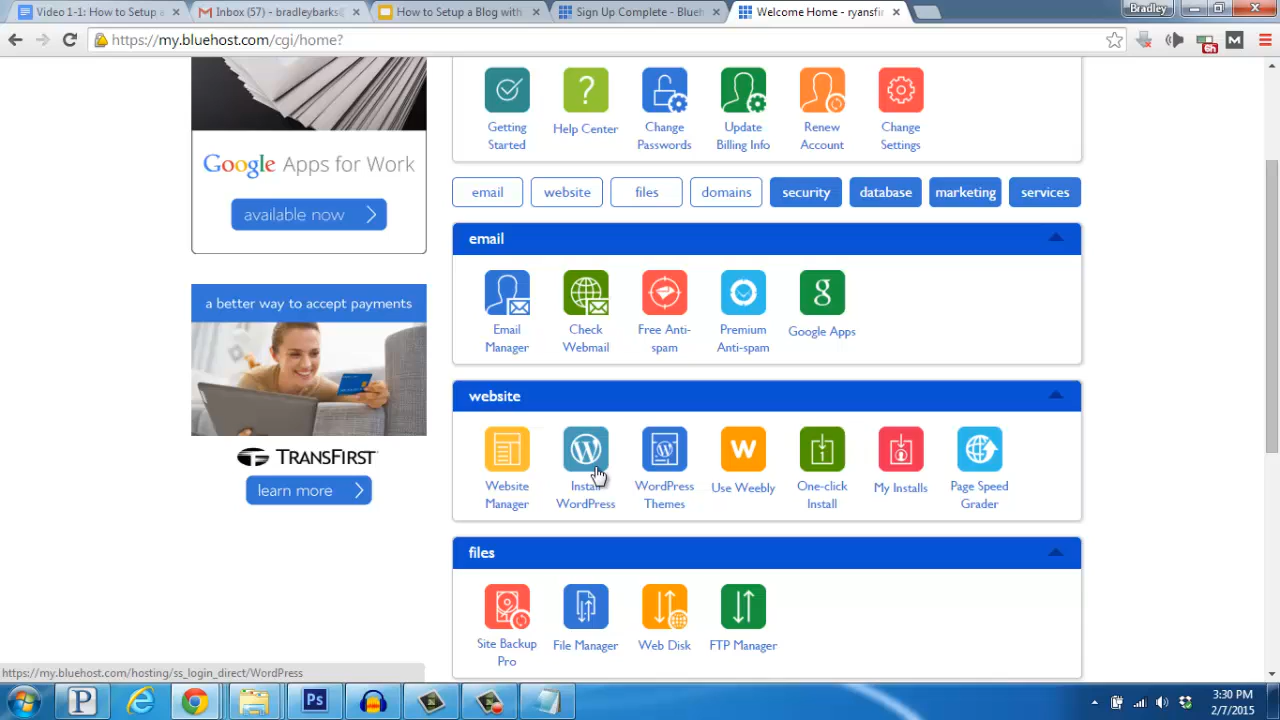 Video 1-1: How to Setup
Inbox (57) - bradleybarks
How to Setup a Blog with
Sign Up Complete - Blueh
Welcome Home - ryansfi
Bradley
https://my.bluehost.com/cgi/home?
6h
M
Getting Started
Help Center
Change Passwords
Update Billing Info
Renew Account
Change Settings
Google Apps for Work
available now
email
website
files
domains
security
database
marketing
services
email
Email Manager
Check Webmail
Free Anti-spam
Premium Anti-spam
Google Apps
a better way to accept payments
TRANSFIRST
learn more
website
Website Manager
Install WordPress
WordPress Themes
Use Weebly
One-click Install
My Installs
Page Speed Grader
files
Site Backup Pro
File Manager
Web Disk
FTP Manager
https://my.bluehost.com/hosting/ss_login_direct/WordPress
P
Ps
3:30 PM
2/7/2015